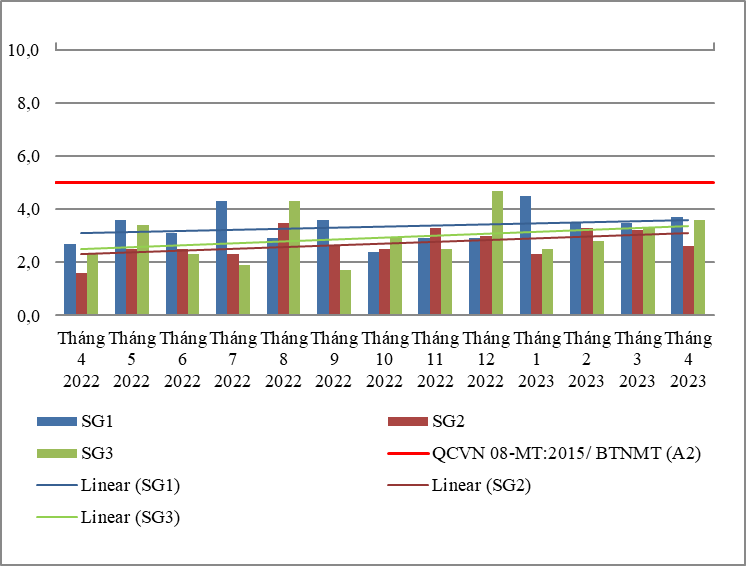 10,0
8,0
6,0
4,0
2,0
0,0
Tháng Tháng Tháng Tháng Tháng Tháng Tháng Tháng Tháng Tháng Tháng Tháng Tháng
4 5 6 7 8 9 10 11 12 1 2 3 4
2022 2022 2022 2022 2022 2022 2022 2022 2022 2023 2023 2023 2023
SG1 SG2
SG3 QCVN 08-MT:2015/ BTNMT (A2)
Linear (SG1) Linear (SG2)
Linear (SG3)